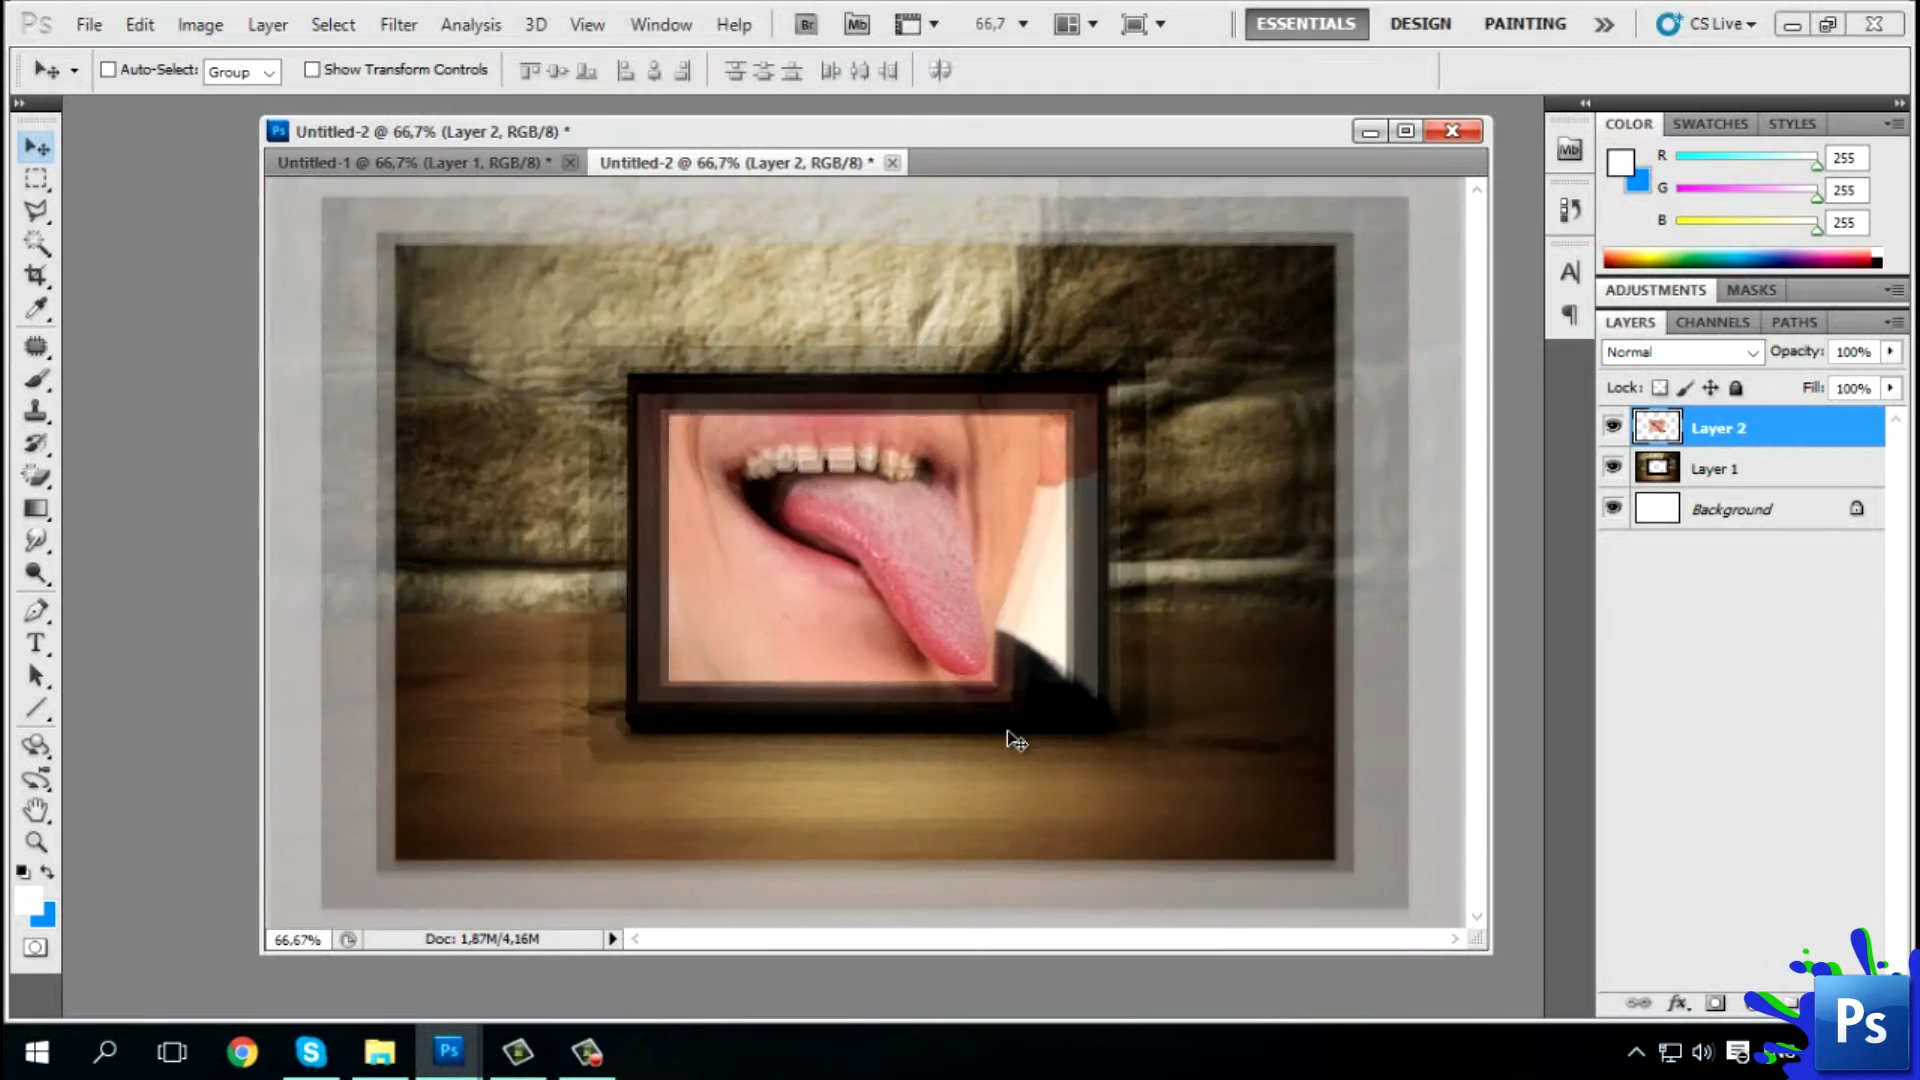 Ps File Edit Image Layer Select Filter Analysis 3D View Window Help Br Mb 66,7 ESSENTIALS DESIGN PAINTING CS Live
Auto-Select: Group Show Transform Controls
Ps Untitled-2 @ 66,7% (Layer 2, RGB/8) *
Untitled-1 @ 66,7% (Layer 1, RGB/8) * Untitled-2 @ 66,7% (Layer 2, RGB/8) *
COLOR SWATCHES STYLES
Mb
R 255
G 255
B 255
A
ADJUSTMENTS MASKS
LAYERS CHANNELS PATHS
Normal Opacity: 100%
Lock: Fill: 100%
Layer 2
Layer 1
Background
T
66,67% Doc: 1,87M/4,16M
fx
Ps
S Ps